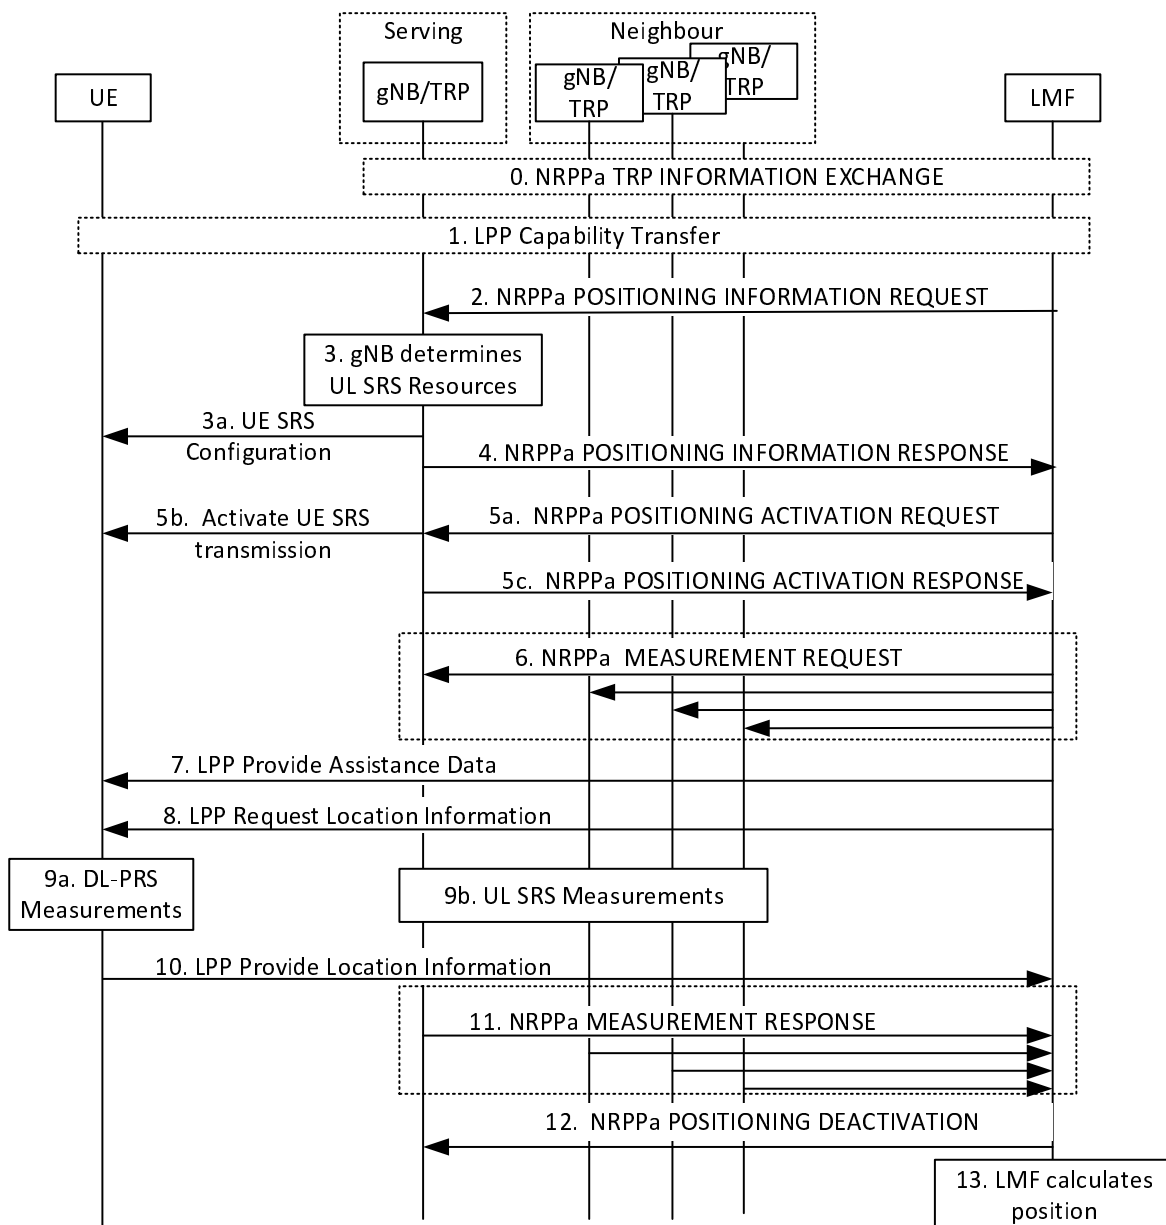 Serving
Neighbour
UE
gNB/TRP
gNB/
TRP
gNB/
TRP
gNB/
TRP
LMF
0. NRPPa TRP INFORMATION EXCHANGE
1. LPP Capability Transfer
2. NRPPa POSITIONING INFORMATION REQUEST
3. gNB determines
UL SRS Resources
3a. UE SRS
Configuration
4. NRPPa POSITIONING INFORMATION RESPONSE
5a. NRPPa POSITIONING ACTIVATION REQUEST
5b. Activate UE SRS
transmission
5c. NRPPa POSITIONING ACTIVATION RESPONSE
6. NRPPa MEASUREMENT REQUEST
7. LPP Provide Assistance Data
8. LPP Request Location Information
9a. DL-PRS
Measurements
9b. UL SRS Measurements
10. LPP Provide Location Information
11. NRPPa MEASUREMENT RESPONSE
12. NRPPa POSITIONING DEACTIVATION
13. LMF calculates
position